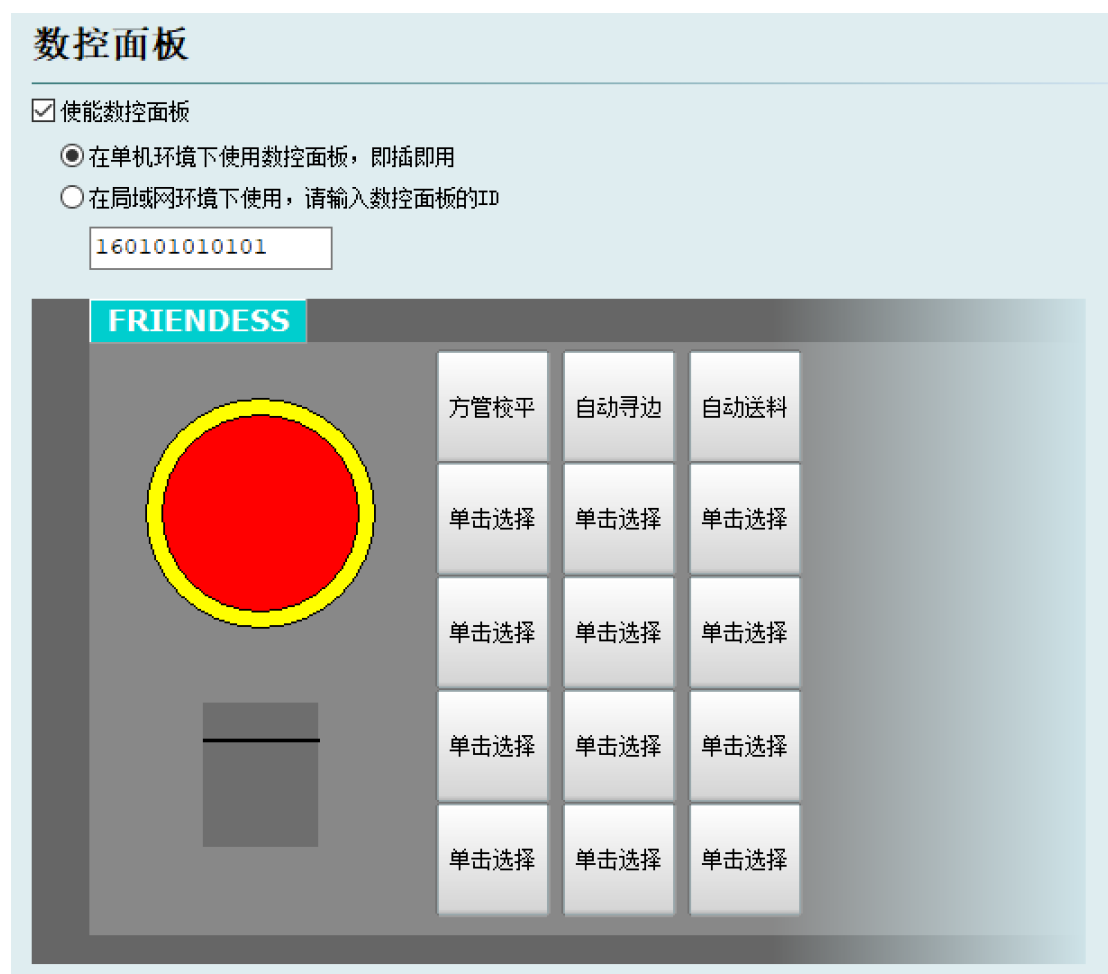 数控面板
使能数控面板
在单机环境下使用数控面板，即插即用
在局域网环境下使用，请输入数控面板的ID
160101010101
FRIENDESS
方管校平 自动寻边 自动送料
单击选择 单击选择 单击选择
单击选择 单击选择 单击选择
单击选择 单击选择 单击选择
单击选择 单击选择 单击选择